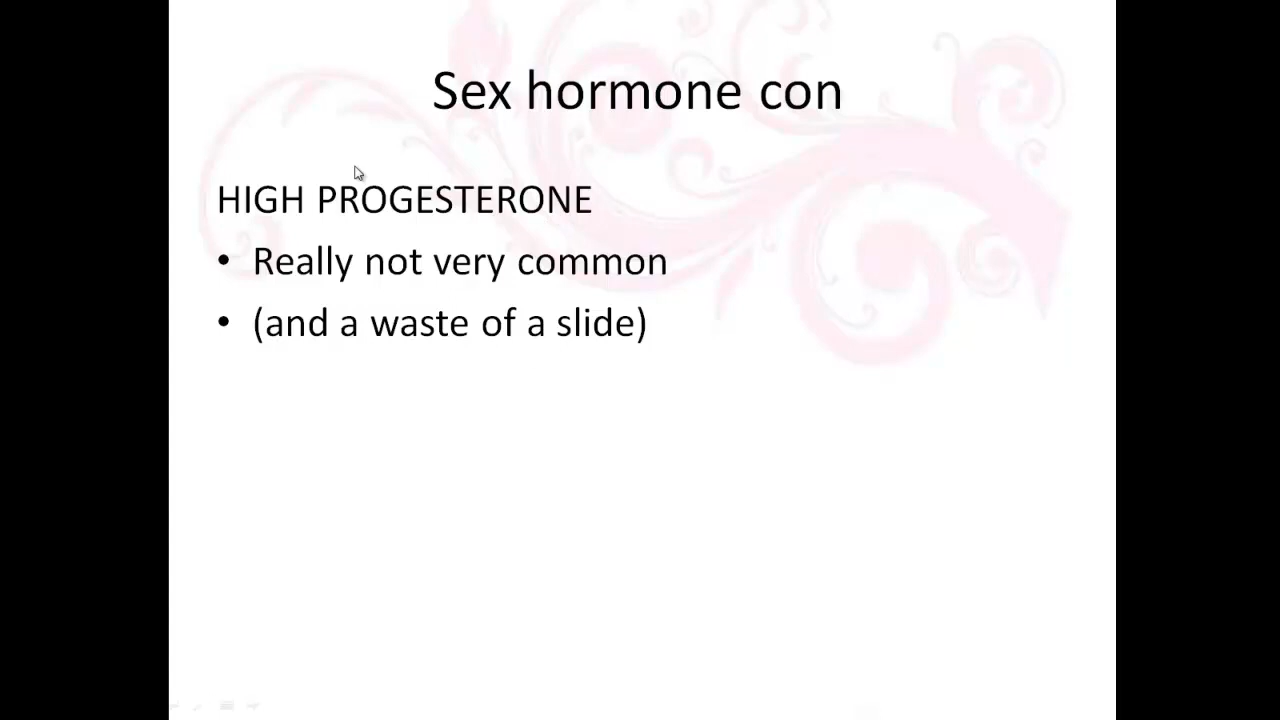 Sex hormone con
HIGH PROGESTERONE
• Really not very common
• (and a waste of a slide)